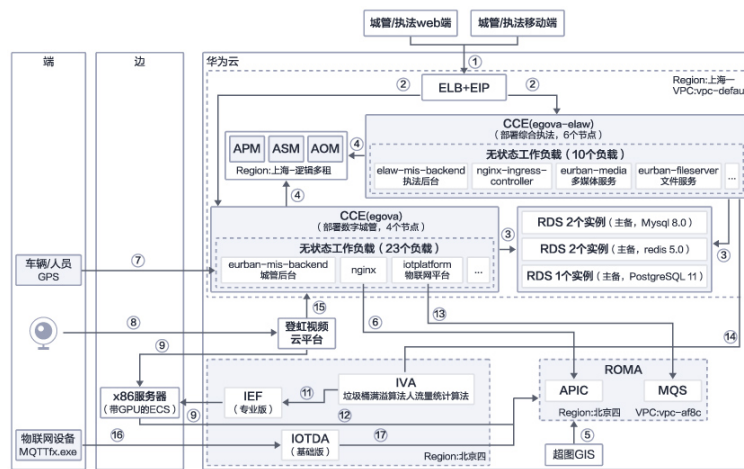 城管/执法web端
城管/执法移动端
端
边
华为云
①
Region:上海一
VPC:vpc-defau
ELB+EIP
②
②
CCE(egova-elaw)
(部署综合执法，6个节点)
APM
ASM
AOM
Region:上海一逻辑多租
④
无状态工作负载（10个负载）
elaw-mis-backend
执法后台
nginx-ingress-
controller
eurban-media
多媒体服务
eurban-fileserver
文件服务
...
④
CCE(egova)
(部署数字城管，4个节点)
无状态工作负载（23个负载）
eurban-mis-backend
城管后台
nginx
iotplatform
物联网平台
...
③
RDS 2个实例（主备，Mysql 8.0）
RDS 2个实例（主备，redis 5.0）
RDS 1个实例（主备，PostgreSQL 11）
③
车辆/人员
GPS
⑦
⑮
⑥
⑬
⑧
登虹视频
云平台
⑭
⑨
IVA
垃圾桶满溢算法人流量统计算法
ROMA
x86服务器
(带GPU的ECS)
⑨
IEF
(专业版)
⑪
⑫
APIC
MQS
Region:北京四
VPC:vpc-af8c
物联网设备
MQTTfx.exe
⑯
IOTDA
(基础版)
⑰
Region:北京四
⑤
超图GIS